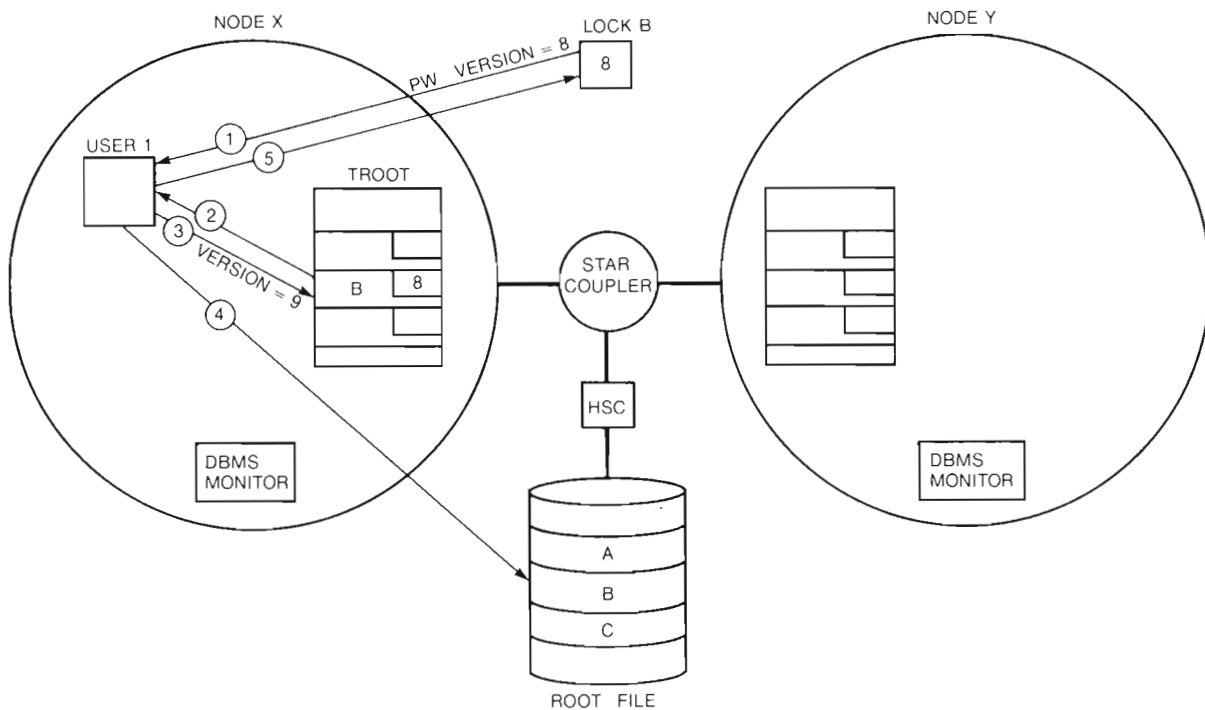 NODE X
LOCK B
NODE Y
PW VERSION = 8
8
1
5
USER 1
TROOT
2
3
VERSION = 9
B
8
4
STAR
COUPLER
HSC
DBMS
MONITOR
DBMS
MONITOR
A
B
C
ROOT FILE